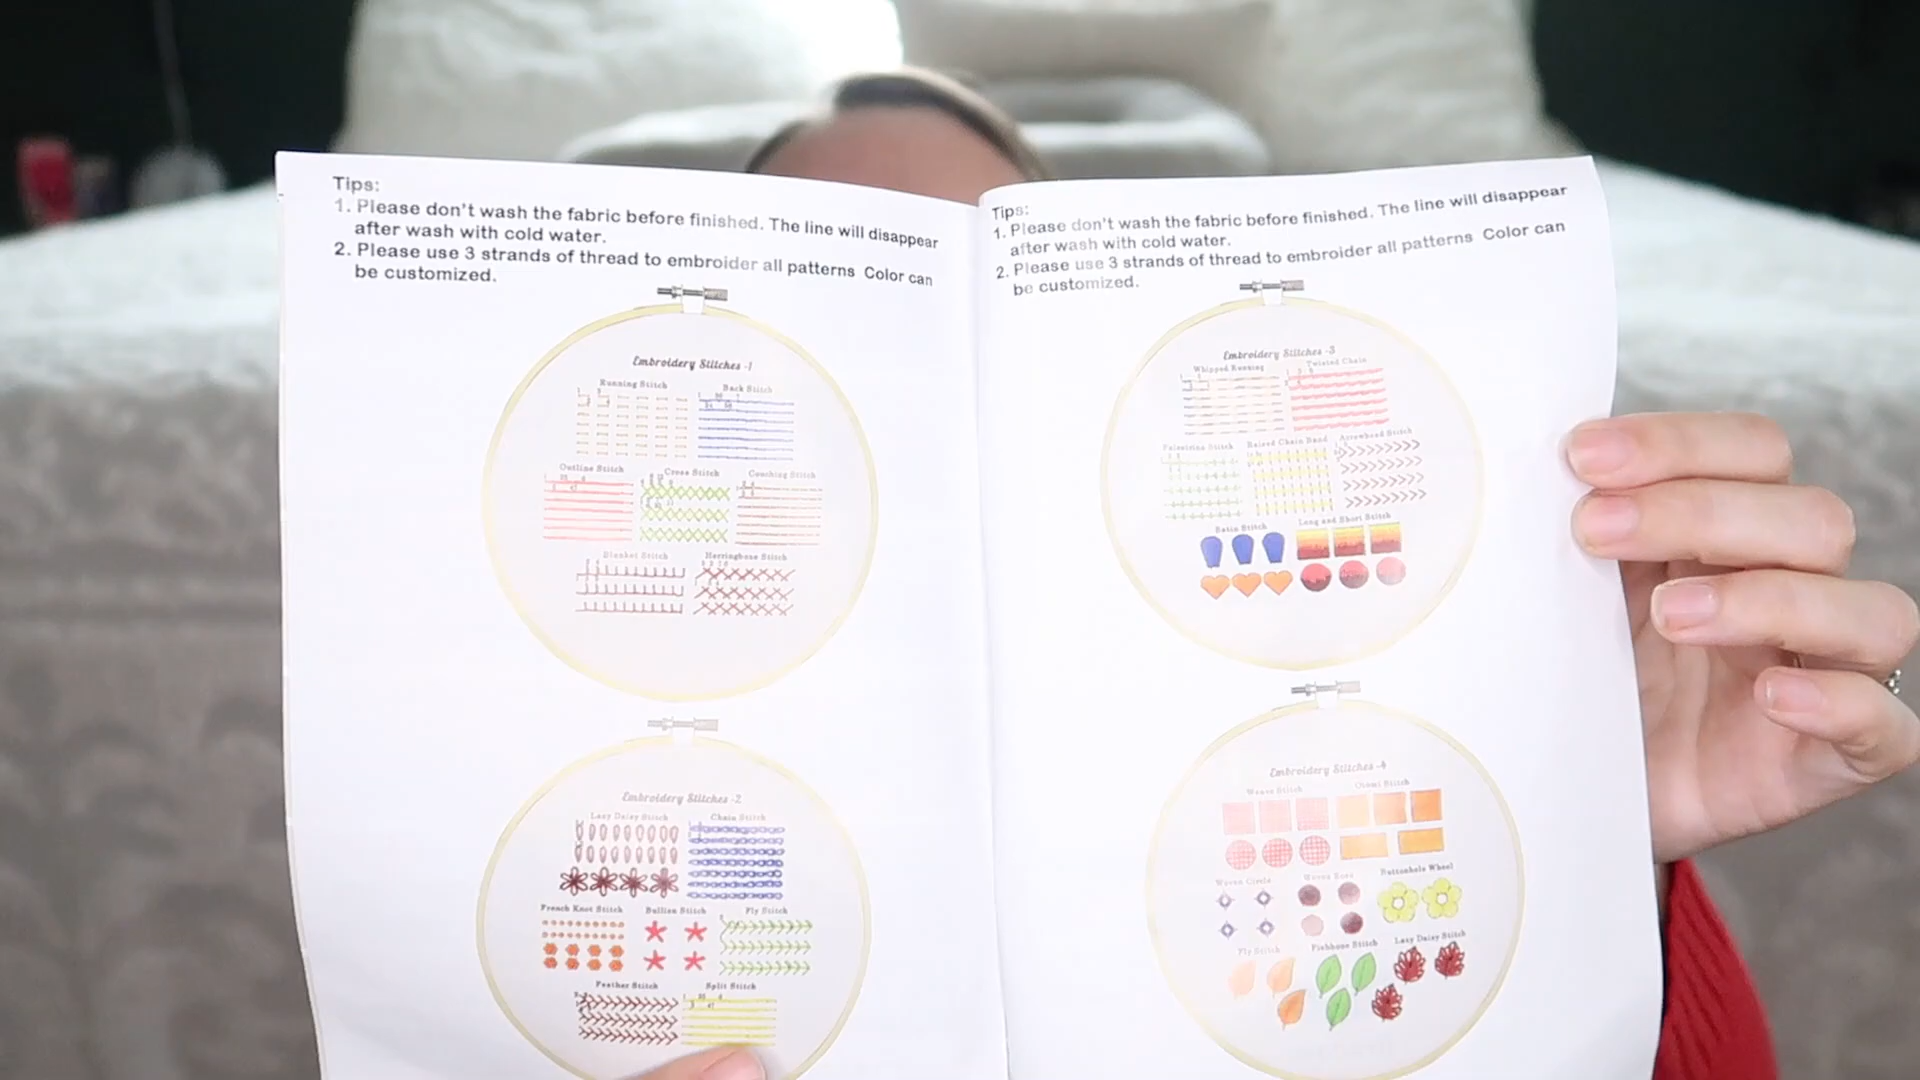 Tips:
1. Please don't wash the fabric before finished. The line will disappear
after wash with cold water.
2. Please use 3 strands of thread to embroider all patterns Color can
be customized.
Embroidery Stitches -1
Running Stitch
Back Stitch
Outline Stitch
Cross Stitch
Couching Stitch
Blanket Stitch
Herringbone Stitch
Embroidery Stitches -2
Lazy Daisy Stitch
Chain Stitch
French Knot Stitch
Bullion Stitch
Fly Stitch
Feather Stitch
Split Stitch
Tips:
1. Please don't wash the fabric before finished. The line will disappear
after wash with cold water.
2. Please use 3 strands of thread to embroider all patterns Color can
be customized.
Embroidery Stitches -3
Whipped Running
Twisted Chain
Palestrina Stitch
Raised Chain Band
Arrowhead Stitch
Satin Stitch
Long and Short Stitch
Embroidery Stitches -4
Weave Stitch
Stitch
Woven Circle
Woven Rose
Buttonhole Wheel
Fly Stitch
Fishbone Stitch
Lazy Daisy Stitch